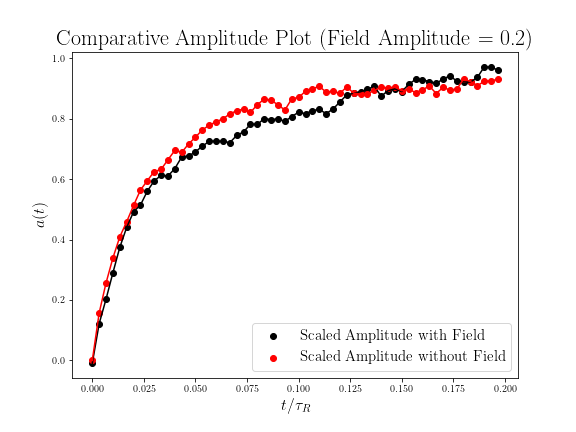 Comparative Amplitude Plot (Field Amplitude = 0.2)
1.0
0.8
0.6
0.4
0.2
0.0
a(t)
0.000 0.025 0.050 0.075 0.100 0.125 0.150 0.175 0.200
t/τ_R
Scaled Amplitude with Field
Scaled Amplitude without Field